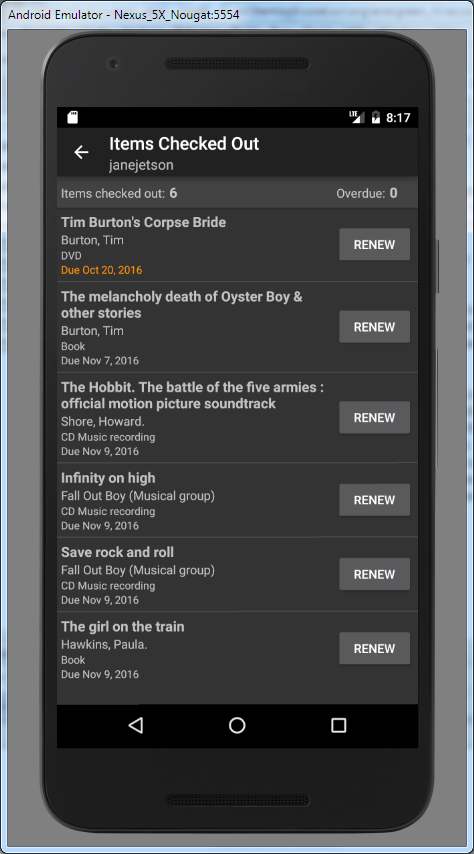 Android Emulator - Nexus_5X_Nougat:5554
LTE 8:17
Items Checked Out
janejetson
Items checked out: 6 Overdue: 0
Tim Burton's Corpse Bride
Burton, Tim
DVD
Due Oct 20, 2016
RENEW
The melancholy death of Oyster Boy &
other stories
Burton, Tim
Book
Due Nov 7, 2016
RENEW
The Hobbit. The battle of the five armies :
official motion picture soundtrack
Shore, Howard.
CD Music recording
Due Nov 9, 2016
RENEW
Infinity on high
Fall Out Boy (Musical group)
CD Music recording
Due Nov 9, 2016
RENEW
Save rock and roll
Fall Out Boy (Musical group)
CD Music recording
Due Nov 9, 2016
RENEW
The girl on the train
Hawkins, Paula.
Book
Due Nov 9, 2016
RENEW